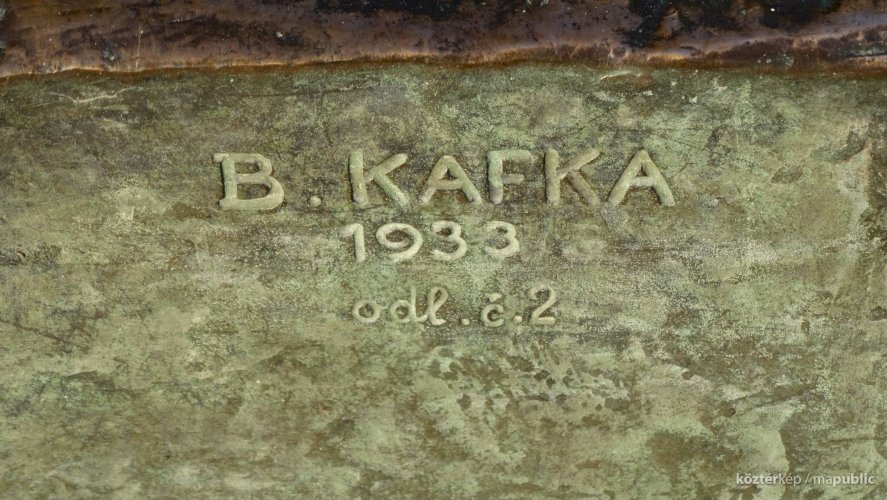 B. KAFKA
1933
odl. č. 2
köztérkép / mapublic